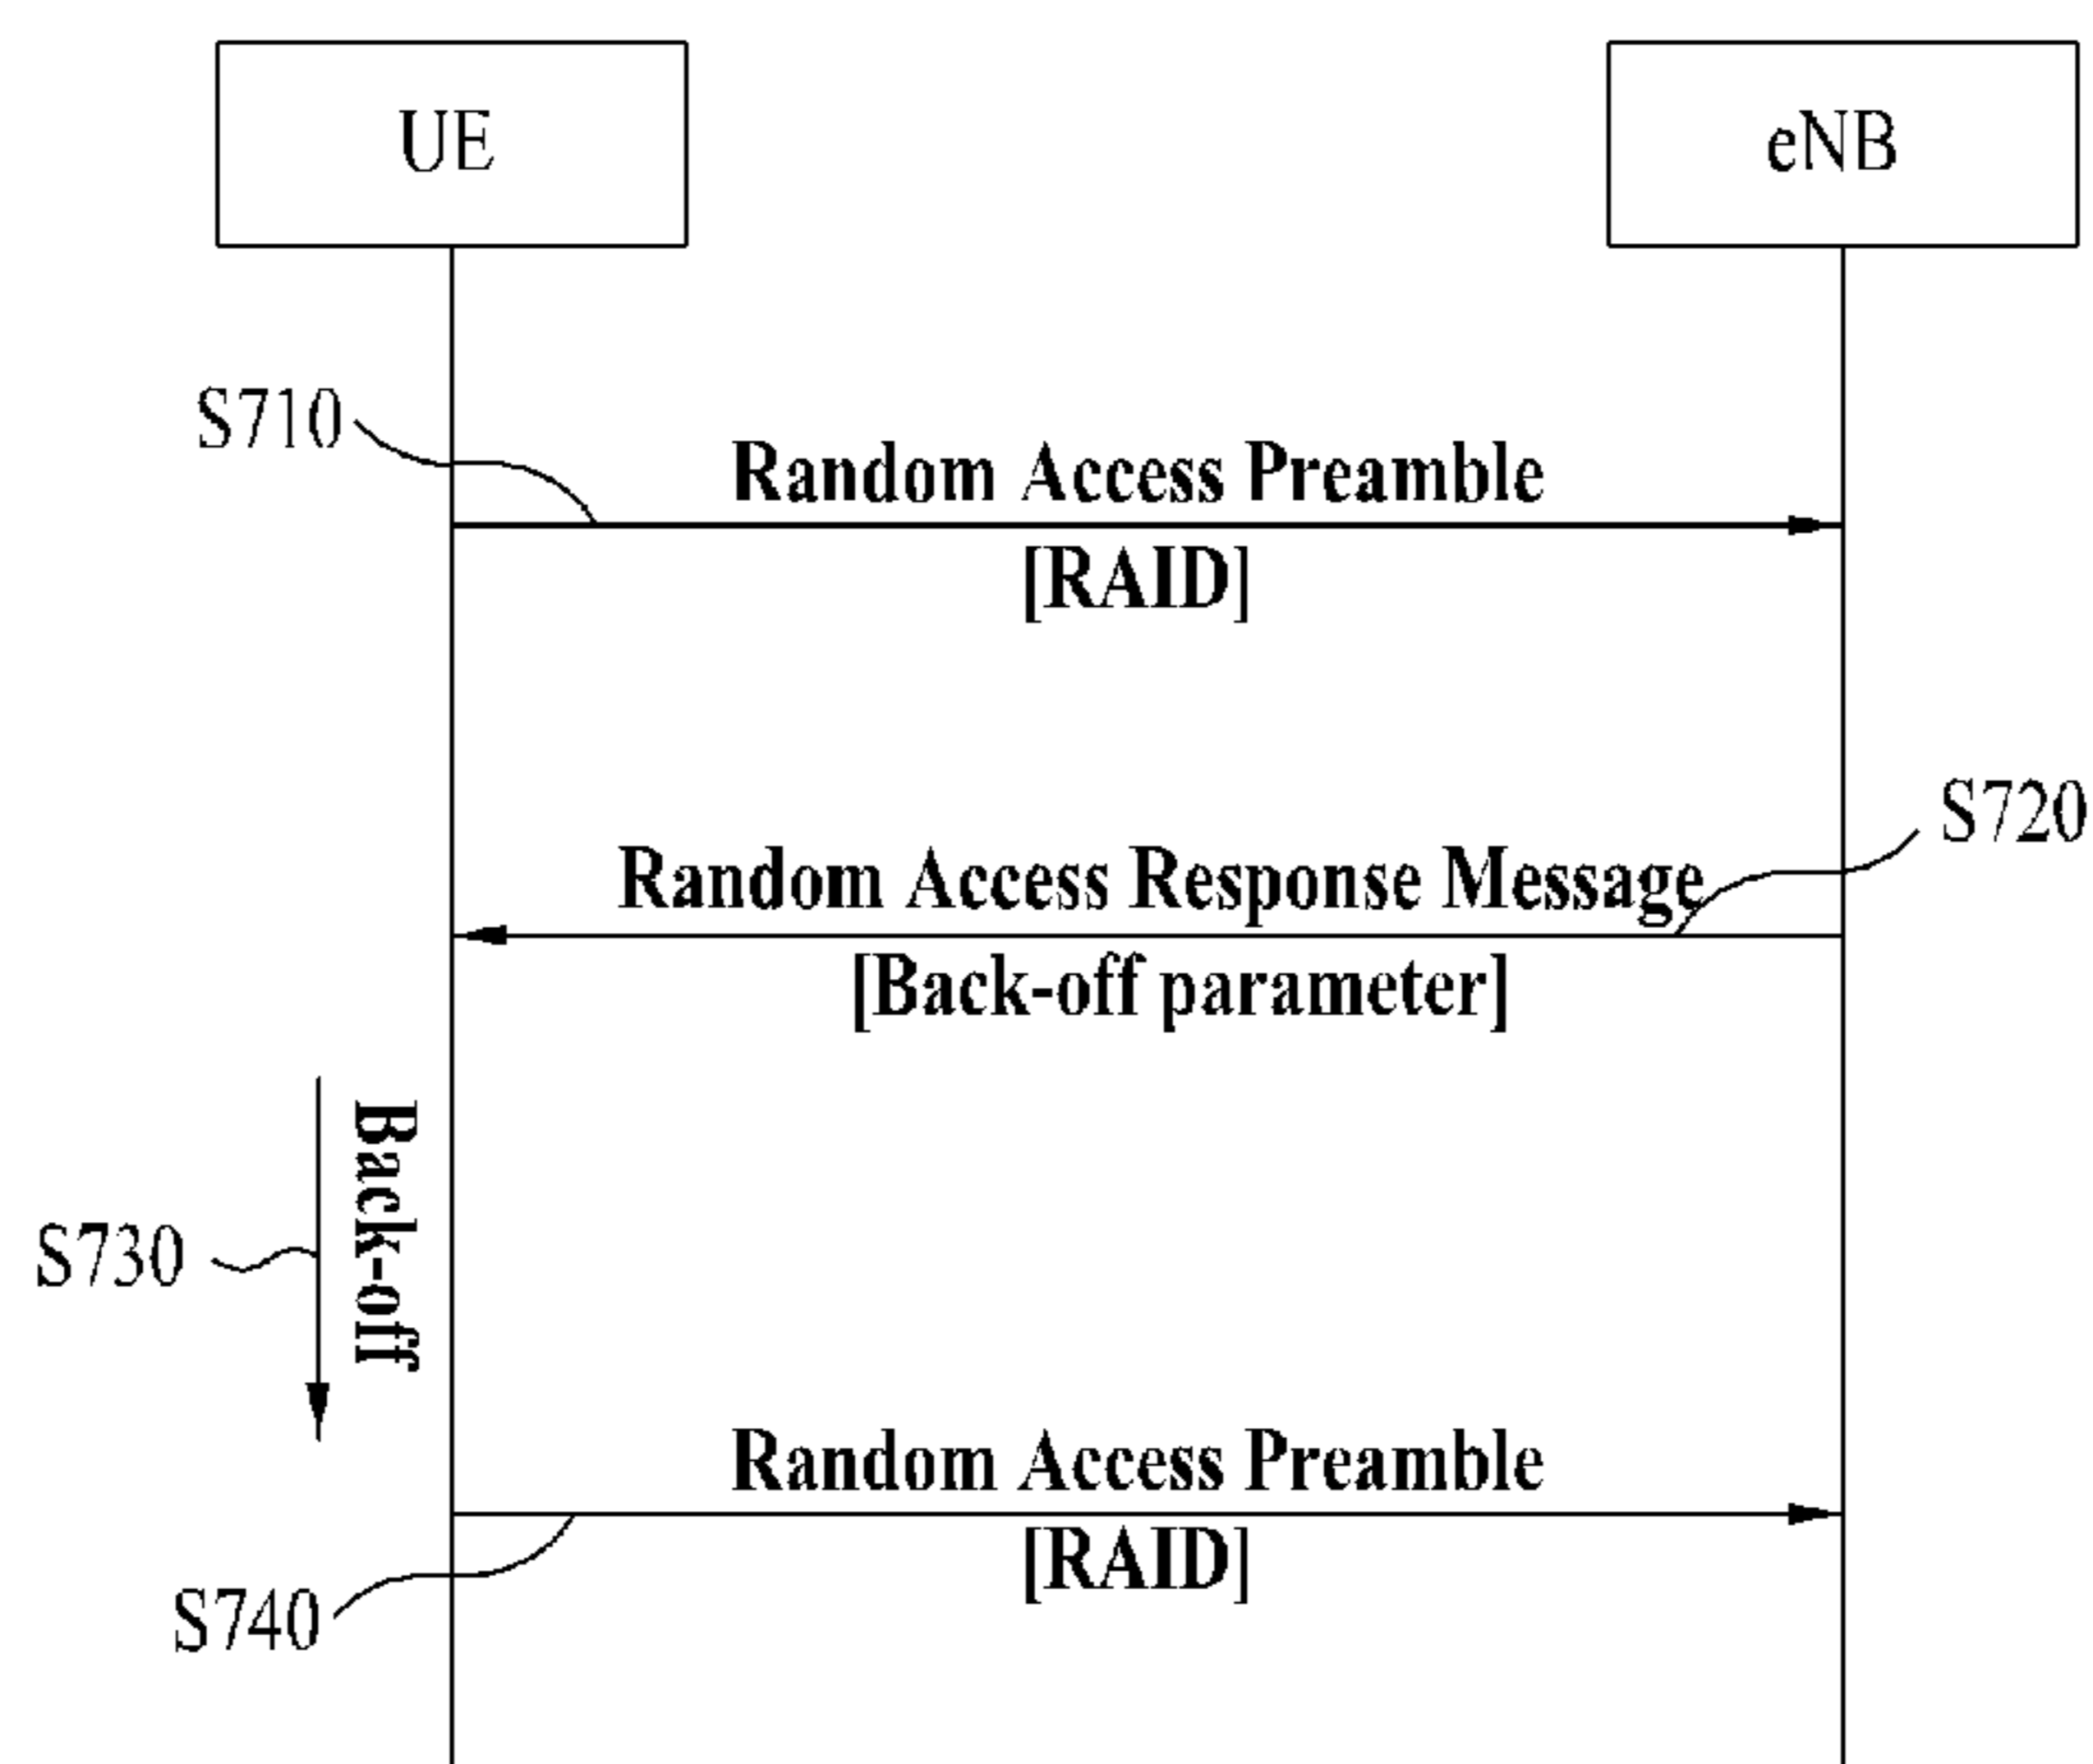 UE
eNB
S710
Random Access Preamble
[RAID]
S720
Random Access Response Message
[Back-off parameter]
Back-off
S730
Random Access Preamble
[RAID]
S740